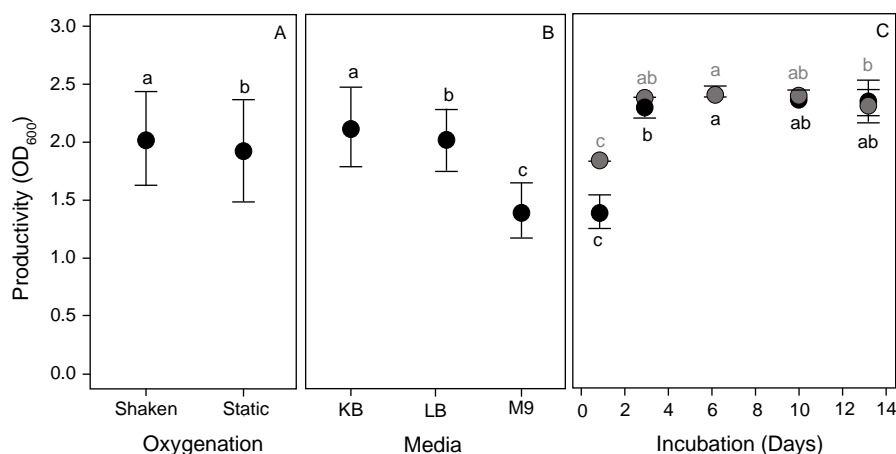 3.0
2.5
2.0
1.5
1.0
0.5
0.0
Productivity (OD600)
A
a
b
Shaken Static
Oxygenation
B
a
b
c
KB LB M9
Media
C
ab a ab b
b a ab ab
c
c
0 2 4 6 8 10 12 14
Incubation (Days)